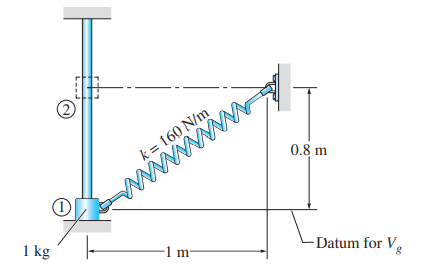 ②
k = 160 N/m
0.8 m
①
Datum for Vg
1 kg
1 m